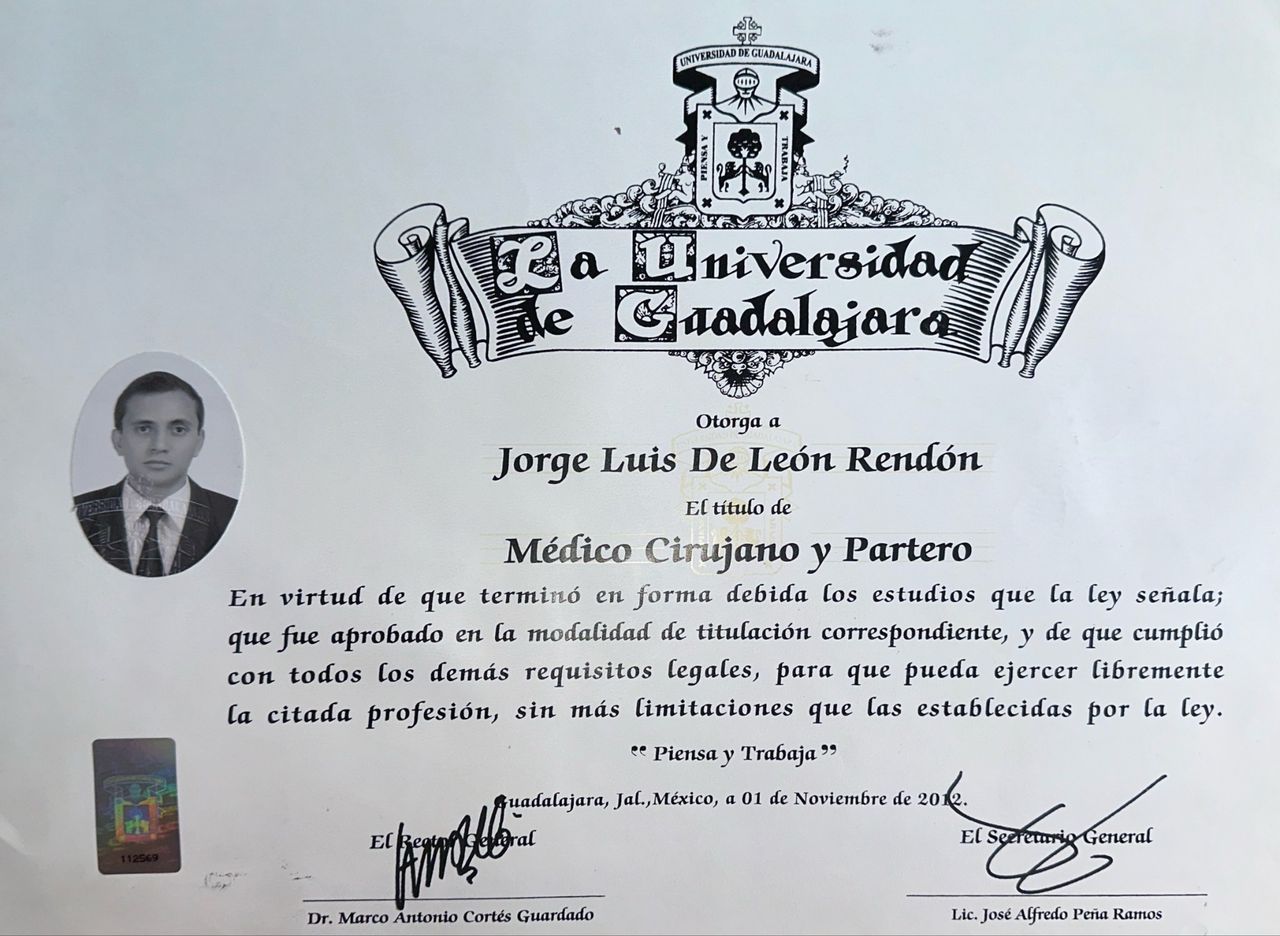 UNIVERSIDAD DE GUADALAJARA
PIENSA Y
TRABAJA
La Universidad
de Guadalajara
Otorga a
Jorge Luis De León Rendón
El título de
Médico Cirujano y Partero
En virtud de que terminó en forma debida los estudios que la ley señala;
que fue aprobado en la modalidad de titulación correspondiente, y de que cumplió
con todos los demás requisitos legales, para que pueda ejercer libremente
la citada profesión, sin más limitaciones que las establecidas por la ley.
“ Piensa y Trabaja ”
Guadalajara, Jal.,México, a 01 de Noviembre de 2012.
El Rector General
El Secretario General
112569
Dr. Marco Antonio Cortés Guardado
Lic. José Alfredo Peña Ramos